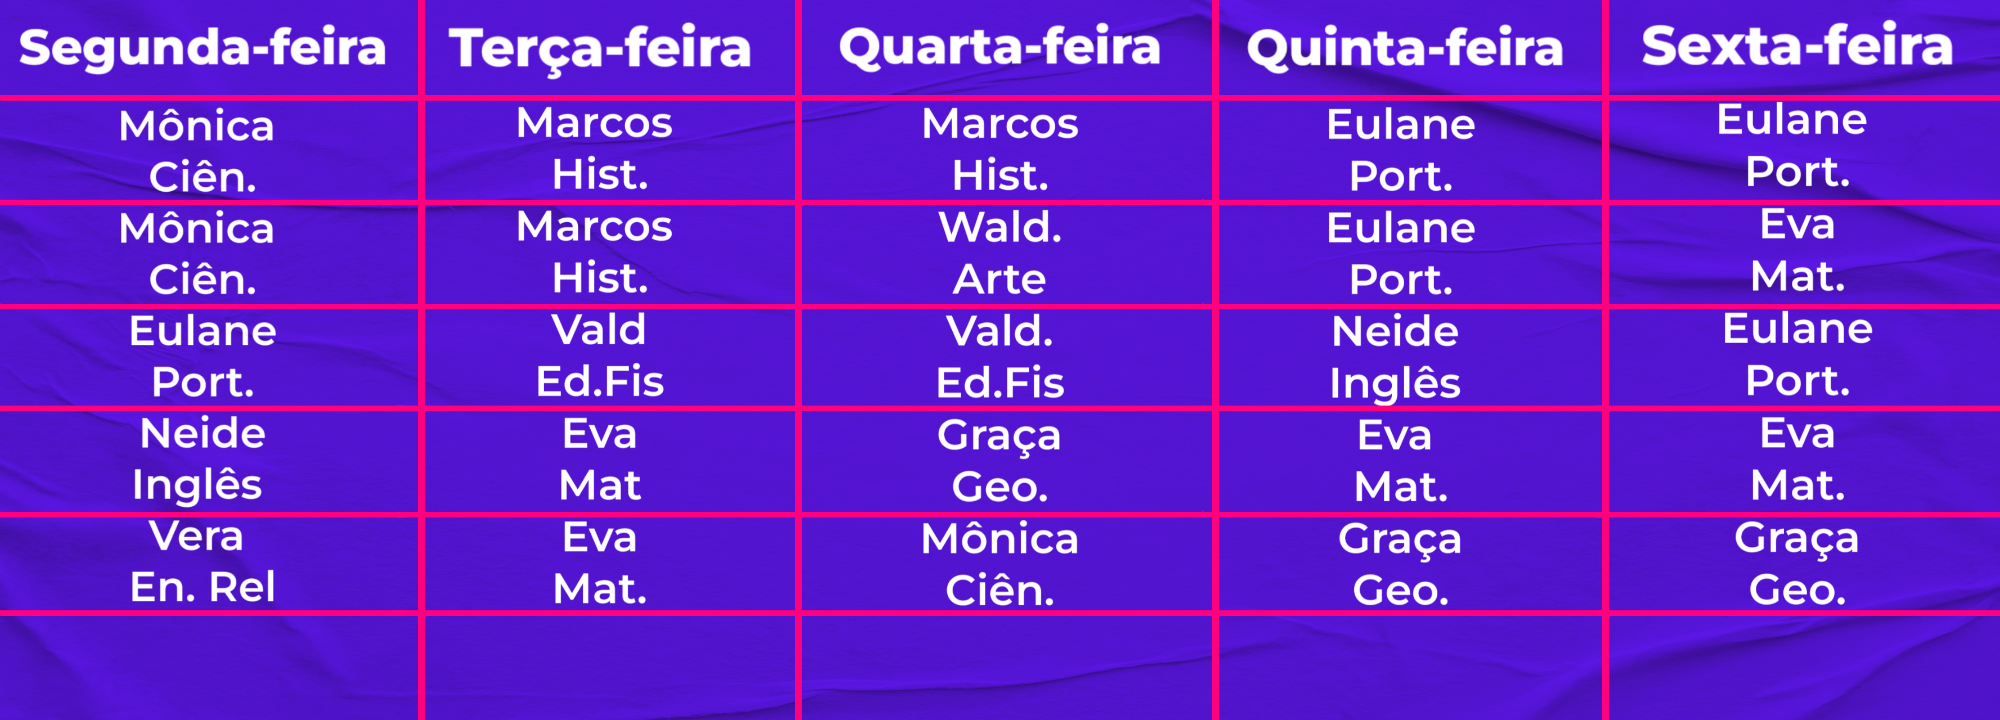 Segunda-feira Terça-feira Quarta-feira Quinta-feira Sexta-feira
Mônica Marcos Marcos Eulane Eulane
Ciên. Hist. Hist. Port. Port.
Mônica Marcos Wald. Eulane Eva
Ciên. Hist. Arte Port. Mat.
Eulane Vald Vald. Neide Eulane
Port. Ed.Fis Ed.Fis Inglês Port.
Neide Eva Graça Eva Eva
Inglês Mat Geo. Mat. Mat.
Vera Eva Mônica Graça Graça
En. Rel Mat. Ciên. Geo. Geo.